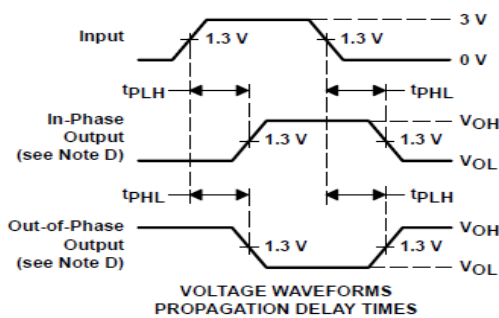 3 V
Input
1.3 V
1.3 V
0 V
tPLH
tPHL
In-Phase
Output
(see Note D)
VOH
1.3 V
1.3 V
VOL
tPHL
tPLH
Out-of-Phase
Output
(see Note D)
VOH
1.3 V
1.3 V
VOL
VOLTAGE WAVEFORMS
PROPAGATION DELAY TIMES